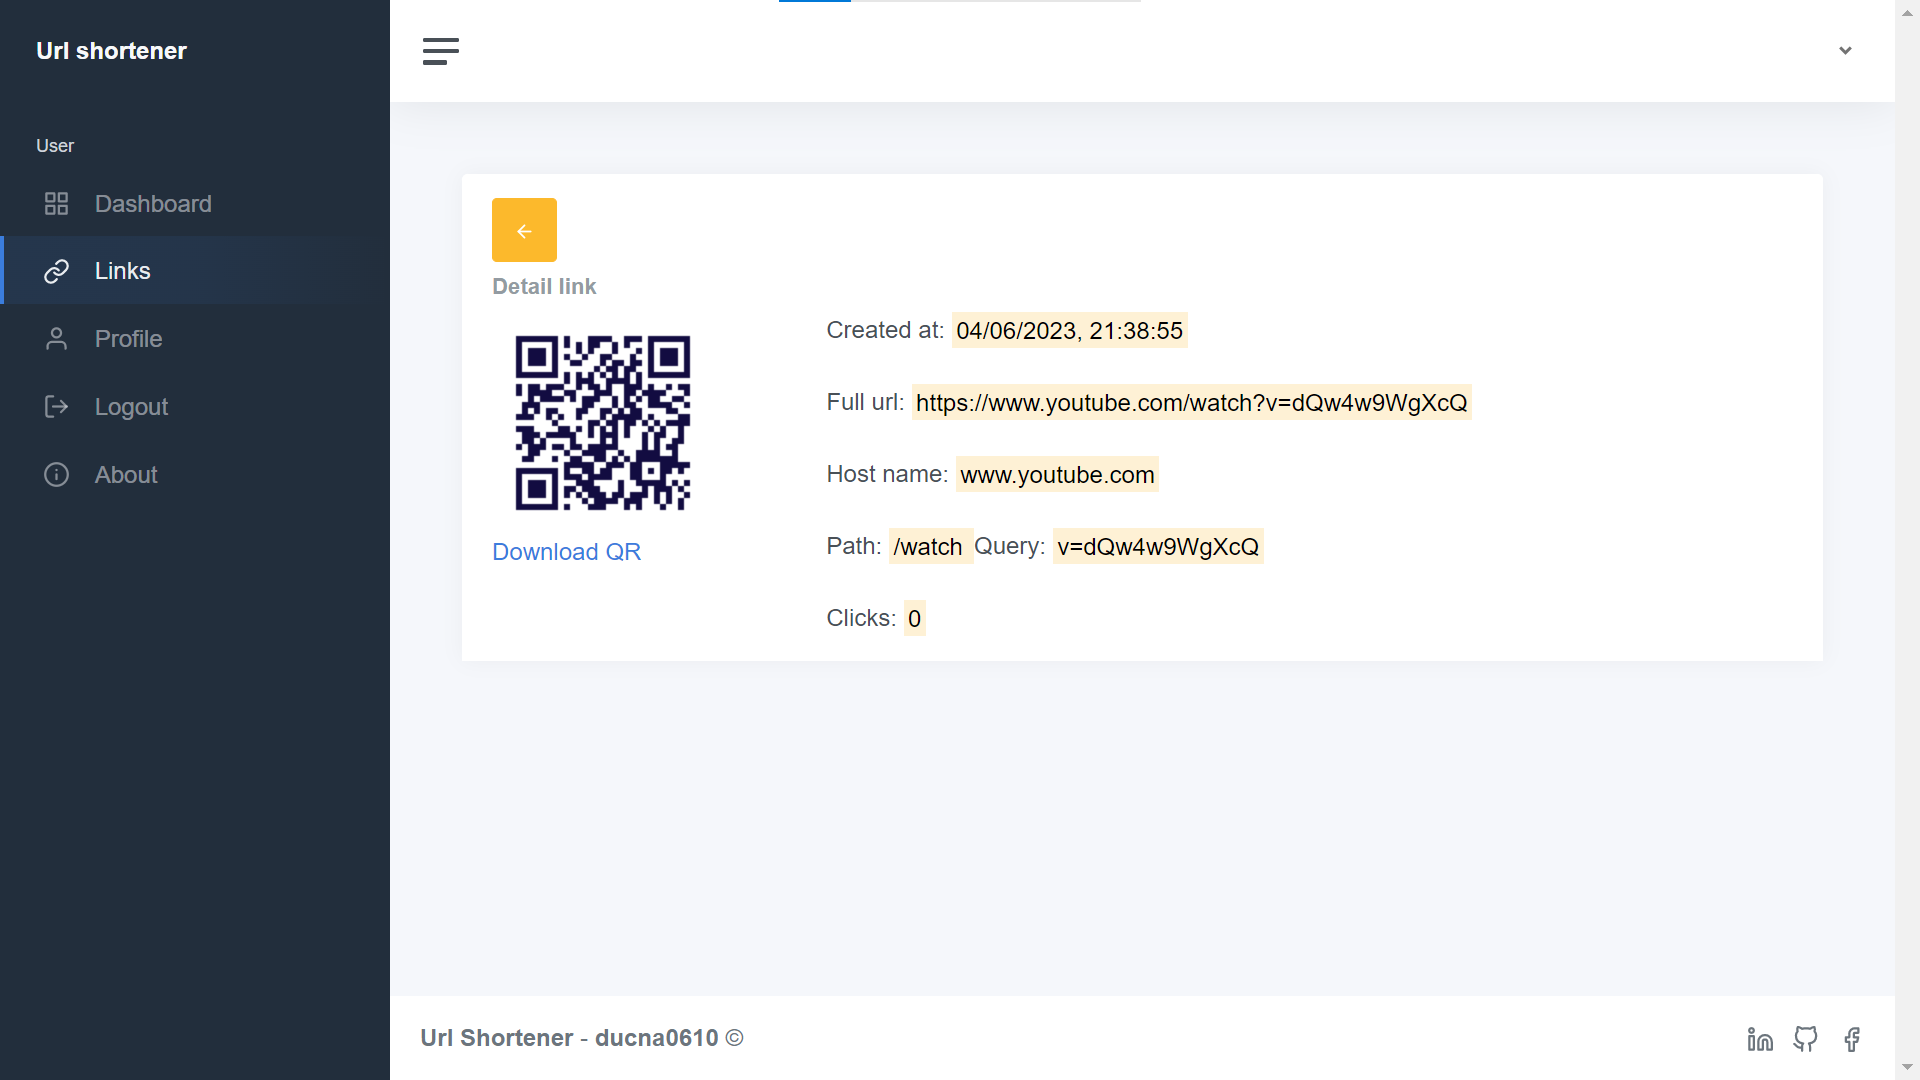 Url shortener
User
Dashboard
Links
Profile
Logout
About
Detail link
Download QR
Created at: 04/06/2023, 21:38:55
Full url: https://www.youtube.com/watch?v=dQw4w9WgXcQ
Host name: www.youtube.com
Path: /watch Query: v=dQw4w9WgXcQ
Clicks: 0
Url Shortener - ducna0610 ©